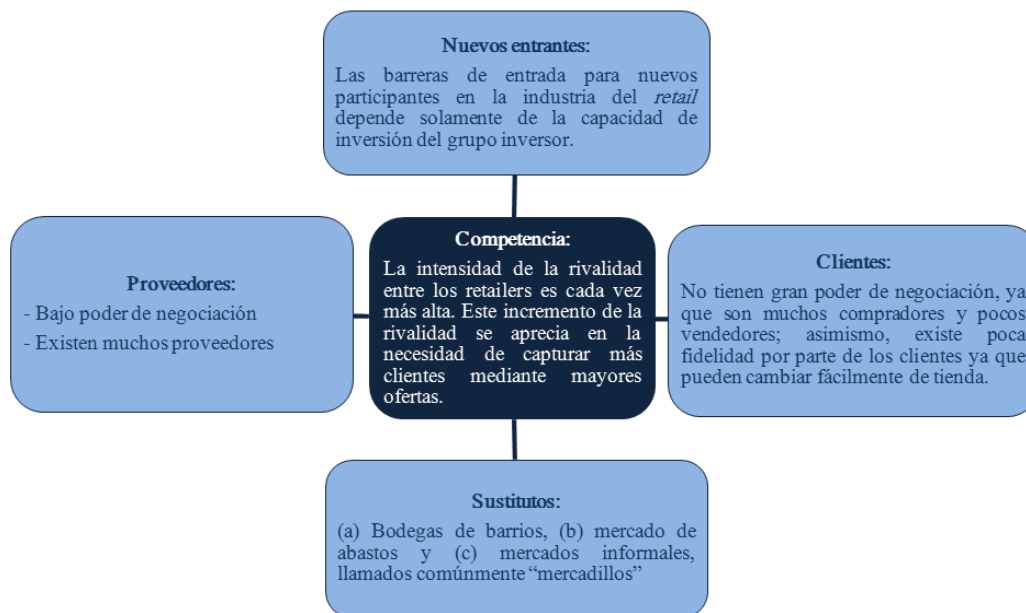 Nuevos entrantes:
Las barreras de entrada para nuevos
participantes en la industria del retail
depende solamente de la capacidad de
inversión del grupo inversor.
Proveedores:
- Bajo poder de negociación
- Existen muchos proveedores
Competencia:
La intensidad de la rivalidad
entre los retailers es cada vez
más alta. Este incremento de la
rivalidad se aprecia en la
necesidad de capturar más
clientes mediante mayores
ofertas.
Clientes:
No tienen gran poder de negociación, ya
que son muchos compradores y pocos
vendedores; asimismo, existe poca
fidelidad por parte de los clientes ya que
pueden cambiar fácilmente de tienda.
Sustitutos:
(a) Bodegas de barrios, (b) mercado de
abastos y (c) mercados informales,
llamados comúnmente “mercadillos”